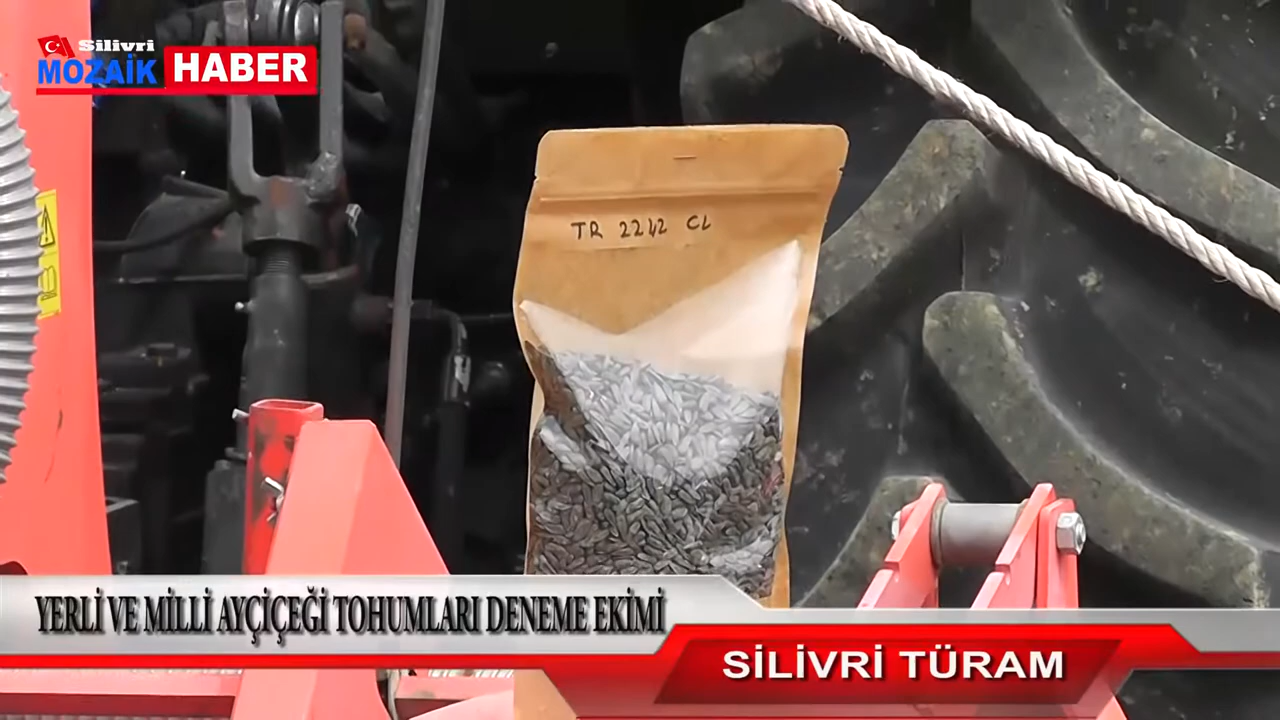 Silivri
MOZAİK HABER
TR 2242 CL
YERLİ VE MİLLİ AYÇİÇEĞİ TOHUMLARI DENEME EKİMİ
SİLİVRİ TÜRAM